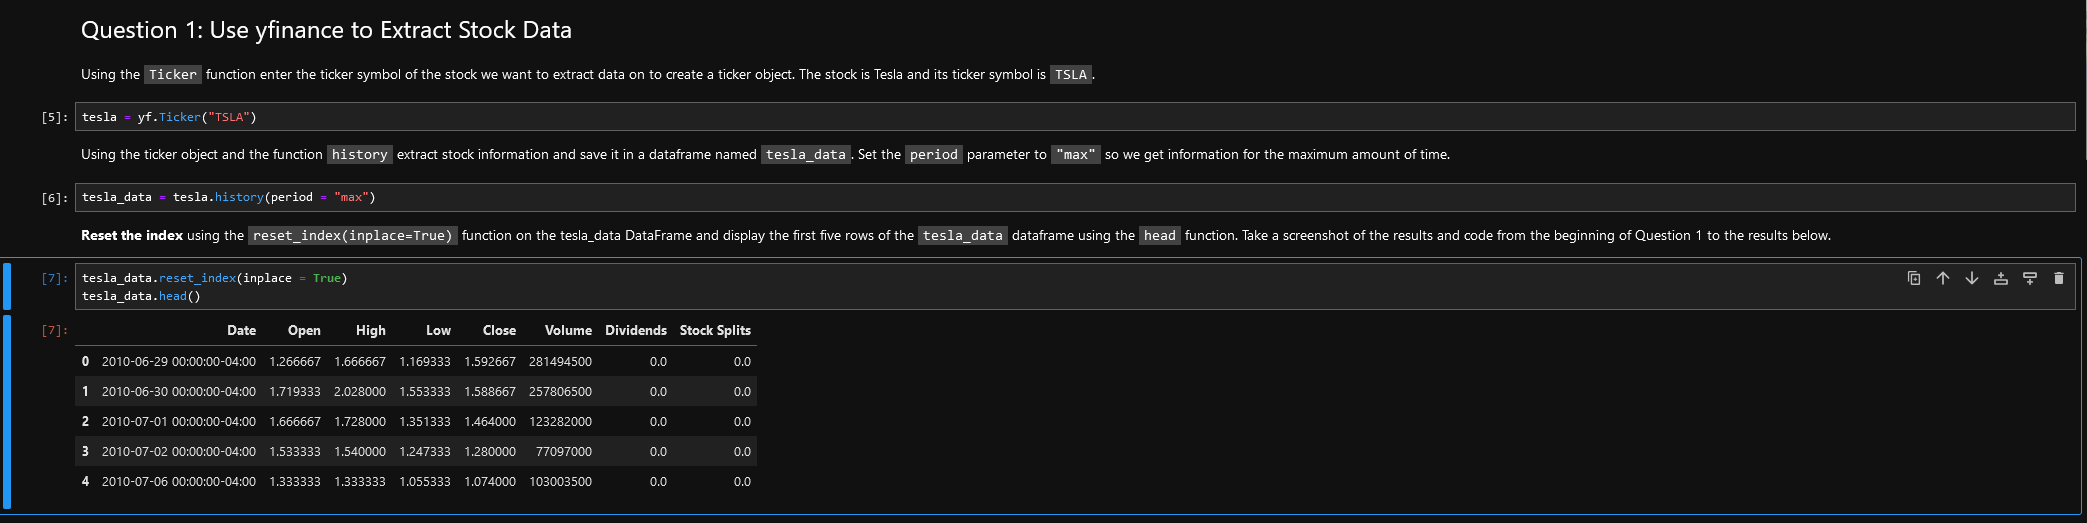 Question 1: Use yfinance to Extract Stock Data
Using the Ticker function enter the ticker symbol of the stock we want to extract data on to create a ticker object. The stock is Tesla and its ticker symbol is TSLA.
[5]: tesla = yf.Ticker("TSLA")
Using the ticker object and the function history extract stock information and save it in a dataframe named tesla_data. Set the period parameter to "max" so we get information for the maximum amount of time.
[6]: tesla_data = tesla.history(period = "max")
Reset the index using the reset_index(inplace=True) function on the tesla_data DataFrame and display the first five rows of the tesla_data dataframe using the head function. Take a screenshot of the results and code from the beginning of Question 1 to the results below.
[7]: tesla_data.reset_index(inplace = True)
tesla_data.head()
[7]: Date Open High Low Close Volume Dividends Stock Splits
0 2010-06-29 00:00:00-04:00 1.266667 1.666667 1.169333 1.592667 281494500 0.0 0.0
1 2010-06-30 00:00:00-04:00 1.719333 2.028000 1.553333 1.588667 257806500 0.0 0.0
2 2010-07-01 00:00:00-04:00 1.666667 1.728000 1.351333 1.464000 123282000 0.0 0.0
3 2010-07-02 00:00:00-04:00 1.533333 1.540000 1.247333 1.280000 77097000 0.0 0.0
4 2010-07-06 00:00:00-04:00 1.333333 1.333333 1.055333 1.074000 103003500 0.0 0.0